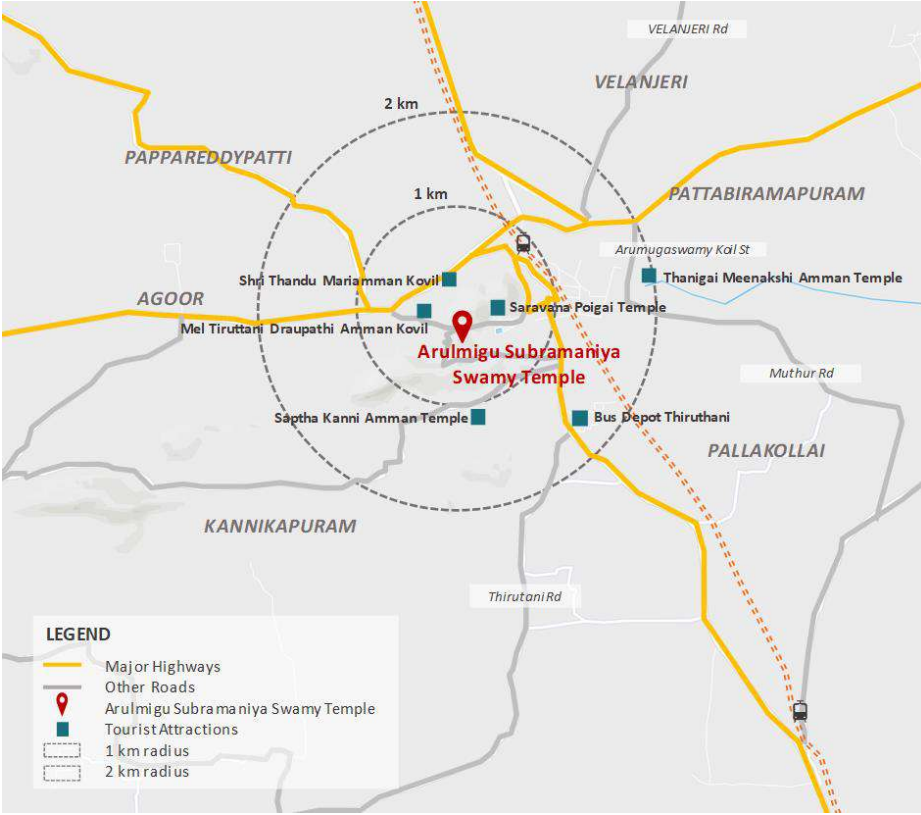 VELANJERI Rd
VELANJERI
2 km
PAPPAREDDYPATTI
1 km
PATTABIRAMAPURAM
Arumugaswamy Koil St
Shri Thandu Mariamman Kovil
Thanigai Meenakshi Amman Temple
AGOOR
Saravana Poigai Temple
Mel Tiruttani Draupathi Amman Kovil
Arulmigu Subramaniya
Swamy Temple
Muthur Rd
Saptha Kanni Amman Temple
Bus Depot Thiruthani
PALLAKOLLAI
KANNIKAPURAM
Thirutani Rd
LEGEND
Major Highways
Other Roads
Arulmigu Subramaniya Swamy Temple
Tourist Attractions
1 km radius
2 km radius